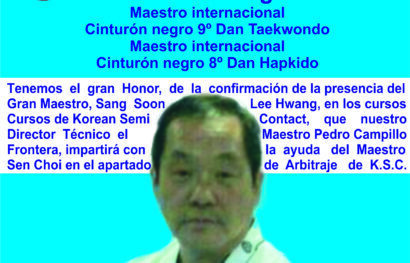 Maestro internacional
Cinturón negro 9º Dan Taekwondo
Maestro internacional
Cinturón negro 8º Dan Hapkido
Tenemos el gran Honor, de la confirmación de la presencia del
Gran Maestro, Sang Soon Lee Hwang, en los cursos
Cursos de Korean Semi Contact, que nuestro
Director Técnico el Maestro Pedro Campillo
Frontera, impartirá con la ayuda del Maestro
Sen Choi en el apartado de Arbitraje de K.S.C.